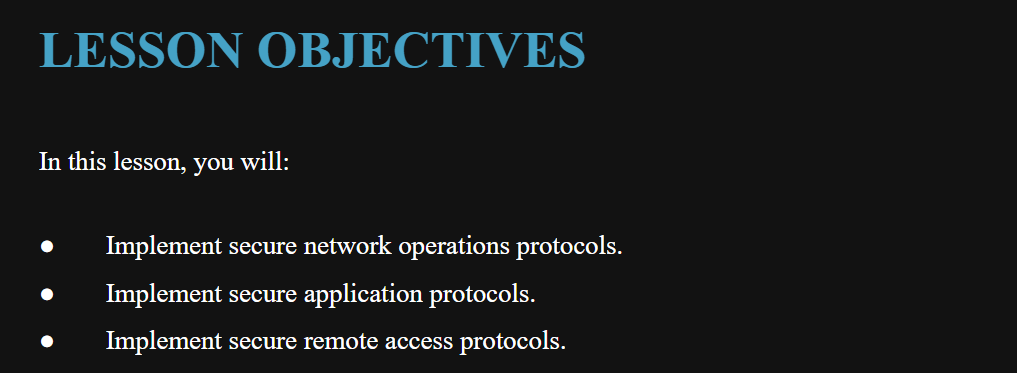 LESSON OBJECTIVES
In this lesson, you will:
● Implement secure network operations protocols.
● Implement secure application protocols.
● Implement secure remote access protocols.